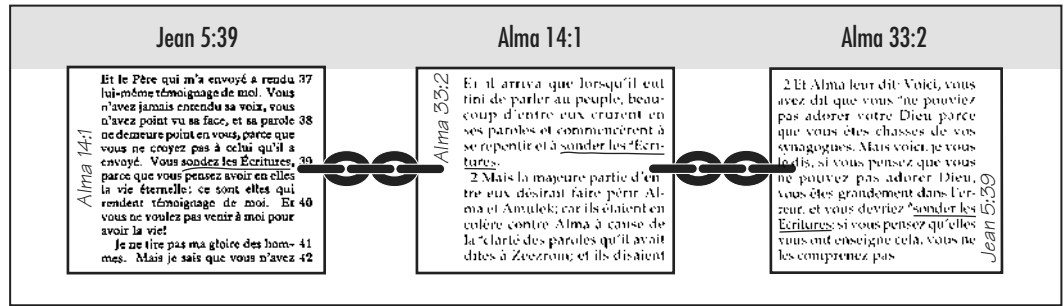 Jean 5:39
Alma 14:1
Alma 33:2
Alma 14:1
Et le Père qui m'a envoyé a rendu 37
lui-même témoignage de moi. Vous
n'avez jamais entendu sa voix, vous
n'avez point vu sa face, et sa parole 38
ne demeure point en vous, parce que
vous ne croyez pas à celui qu'il a
envoyé. Vous sondez les Écritures, 39
parce que vous pensez avoir en elles
la vie éternelle: ce sont elles qui
rendent témoignage de moi. Et 40
vous ne voulez pas venir à moi pour
avoir la vie!
Je ne tire pas ma gloire des hom- 41
mes. Mais je sais que vous n'avez 42
Alma 33:2
Et il arriva que lorsqu'il eut
fini de parler au peuple, beau-
coup d'entre eux crurent en
ses paroles et commencèrent à
se repentir et à sonder les ªÉcri-
tures.
2 Mais la majeure partie d'en
tre eux désirait faire périr Al-
ma et Amulek; car ils étaient en
colère contre Alma à cause de
la ªclarté des paroles qu'il avait
dites à Zeezrom; et ils disaient
2 Et Alma leur dit: Voici, vous
avez dit que vous ªne pouviez
pas adorer votre Dieu parce
que vous êtes chassés de vos
synagogues. Mais voici, je vous
le dis, si vous pensez que vous
ne pouvez pas adorer Dieu,
vous êtes grandement dans l'er-
reur, et vous devriez sonder les
Écritures; si vous pensez qu'elles
vous ont enseigné cela, vous ne
les comprenez pas
Jean 5:39